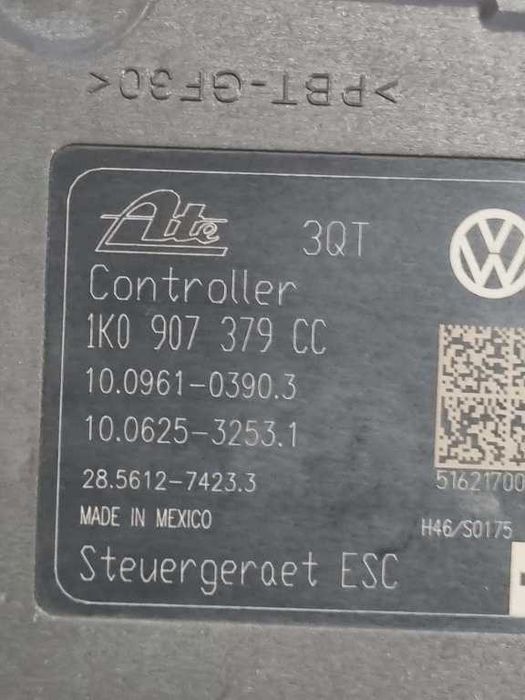 >PBT-GF30<
Ate 3QT
Controller
1K0 907 379 CC
10.0961-0390.3
10.0625-3253.1
28.5612-7423.3
51621700
MADE IN MEXICO
H46/S0175
Steuergeraet ESC